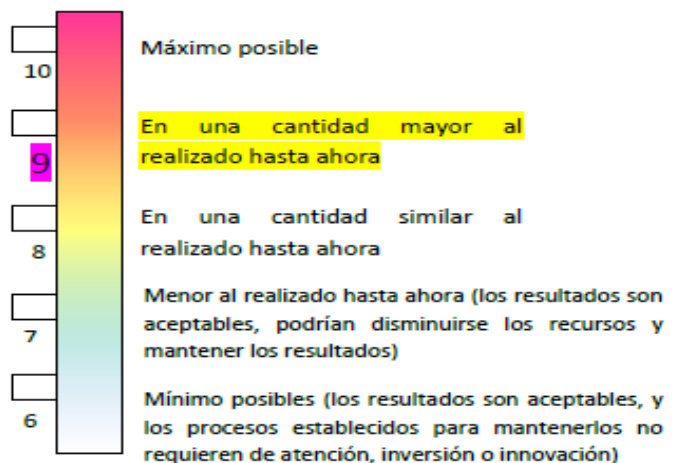 Máximo posible
10
En una cantidad mayor al
realizado hasta ahora
9
En una cantidad similar al
realizado hasta ahora
8
Menor al realizado hasta ahora (los resultados son
aceptables, podrían disminuirse los recursos y
mantener los resultados)
7
Mínimo posibles (los resultados son aceptables, y
los procesos establecidos para mantenerlos no
requieren de atención, inversión o innovación)
6